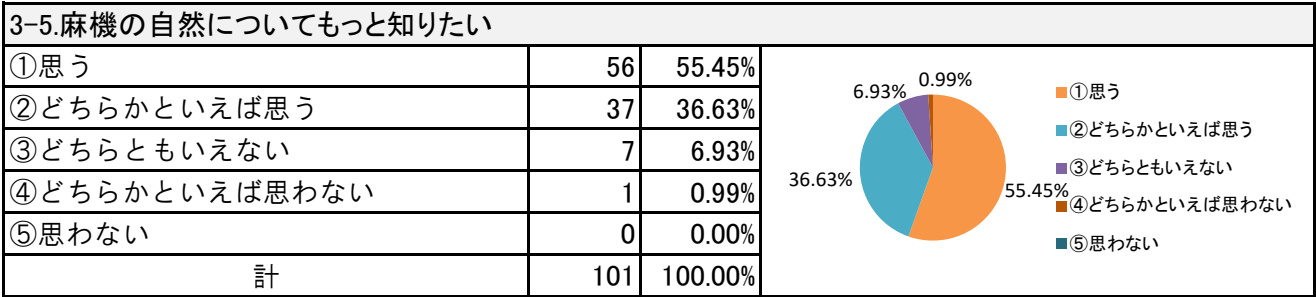 3-5.麻機の自然についてもっと知りたい
①思う 56 55.45%
②どちらかといえば思う 37 36.63%
③どちらともいえない 7 6.93%
④どちらかといえば思わない 1 0.99%
⑤思わない 0 0.00%
計 101 100.00%
6.93% 0.99%
36.63%
55.45%
■①思う
■②どちらかといえば思う
■③どちらともいえない
■④どちらかといえば思わない
■⑤思わない